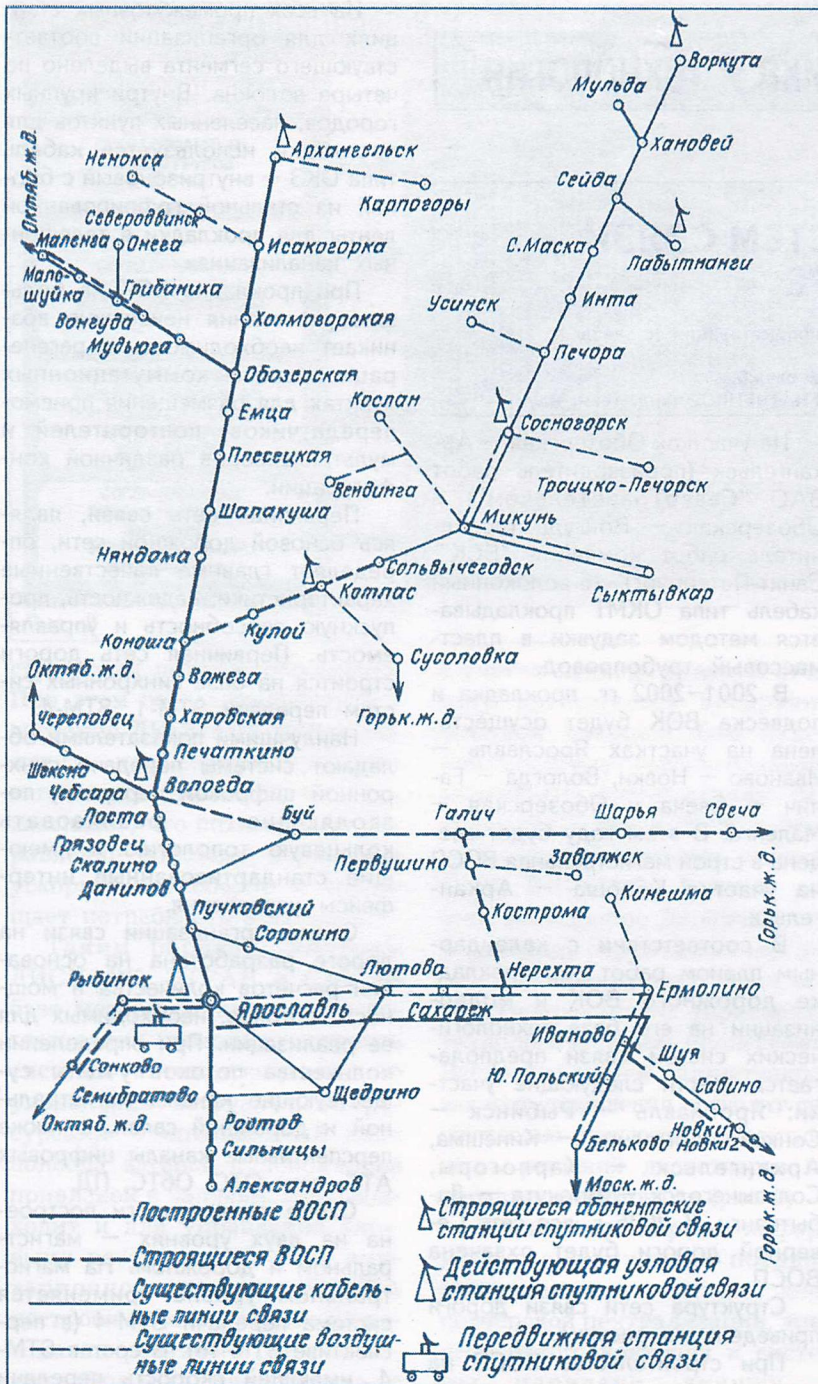 Воркута
Мульда
Хановей
Архангельск
Ненокса
Карпогоры
Сейда
Октяб.ж.д.
Северодвинск
Маленга
Онега
Исакогорка
С.Маска
Лабытнанги
Мало-
шуйка
Грибаниха
Инта
Усинск
Вонгуда
Холмогорская
Мудьюга
Печора
Обозерская
Кослан
Емца
Сосногорск
Плесецкая
Вендинга
Троицко-Печорск
Шалакуша
Микунь
Няндома
Сольвычегодск
Котлас
Сыктывкар
Коноша
Кулой
Октяб.ж.д.
Вожега
Сусоловка
Череповец
Харовская
Горьк.ж.д.
Печаткино
Шексна
Вологда
Чебсара
Буй
Галич
Шарья
Свеча
Лоста
Грязовец
Первушино
Заволжск
Скалино
Данилов
Кинешма
Кострома
Горьк.ж.д.
Пучковский
Сорокино
Лютово
Нерехта
Рыбинск
Ермолино
Ярославль
Сахареж
Иваново
Сонково
Шуя
Ю.Польский
Щедрино
Савино
Семибратово
Октяб.ж.д.
Новки1
Годтоб
Бельково
Новки2
Сильницы
Александров
Моск.ж.д.
Горьк.ж.д.
Построенные ВОСП
Строящиеся ВОСП
Существующие кабель-
ные линии связи
Существующие воздуш-
ные линии связи
Строящиеся абонентские
станции спутниковой связи
Действующая узловая
станция спутниковой связи
Передвижная станция
спутниковой связи